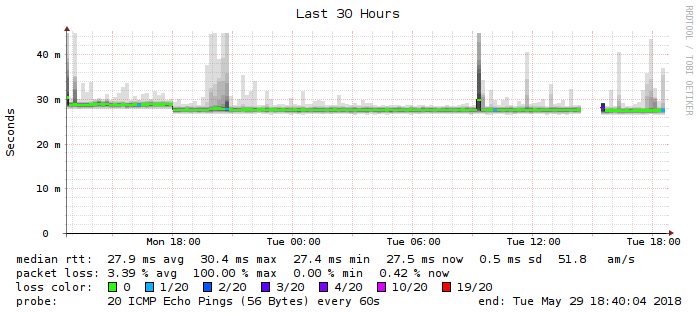 Last 30 Hours
RRDTOOL / TOBI OETIKER
Seconds
40 m
30 m
20 m
10 m
0
Mon 18:00 Tue 00:00 Tue 06:00 Tue 12:00 Tue 18:00
median rtt: 27.9 ms avg 30.4 ms max 27.4 ms min 27.5 ms now 0.5 ms sd 51.8 am/s
packet loss: 3.39 % avg 100.00 % max 0.00 % min 0.42 % now
loss color: 0 1/20 2/20 3/20 4/20 10/20 19/20
probe: 20 ICMP Echo Pings (56 Bytes) every 60s end: Tue May 29 18:40:04 2018